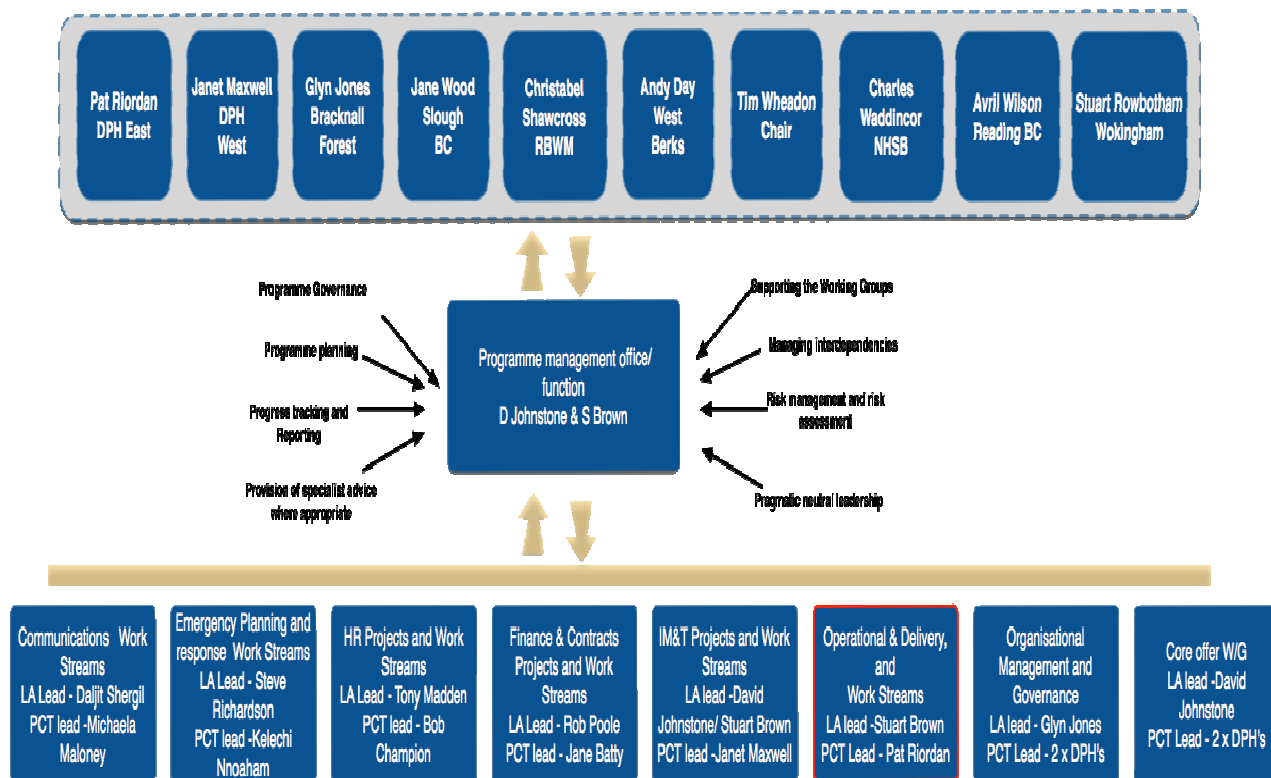 Pat Riordan
DPH East
Janet Maxwell
DPH
West
Glyn Jones
Bracknall
Forest
Jane Wood
Slough
BC
Christabel
Shawcross
RBWM
Andy Day
West
Berks
Tim Wheadon
Chair
Charles
Waddincor
NHSB
Avril Wilson
Reading BC
Stuart Rowbotham
Wokingham
Programme Governance
Programme planning
Progress tracking and
Reporting
Provision of specialist advice
where appropriate
Programme management office/
function
D Johnstone & S Brown
Supporting the Working Groups
Managing interdependencies
Risk management and risk
assessment
Pragmatic neutral leadership
Communications Work
Streams
LA Lead - Daljit Shergil
PCT lead -Michaela
Maloney
Emergency Planning and
response Work Streams
LA Lead - Steve
Richardson
PCT lead -Kelechi
Nnoaham
HR Projects and Work
Streams
LA Lead - Tony Madden
PCT lead - Bob
Champion
Finance & Contracts
Projects and Work
Streams
LA Lead - Rob Poole
PCT lead - Jane Batty
IM&T Projects and Work
Streams
LA lead -David
Johnstone/ Stuart Brown
PCT lead -Janet Maxwell
Operational & Delivery,
and
Work Streams
LA lead -Stuart Brown
PCT Lead - Pat Riordan
Organisational
Management and
Governance
LA lead - Glyn Jones
PCT Lead - 2 x DPH's
Core offer W/G
LA lead -David
Johnstone
PCT Lead - 2 x DPH's